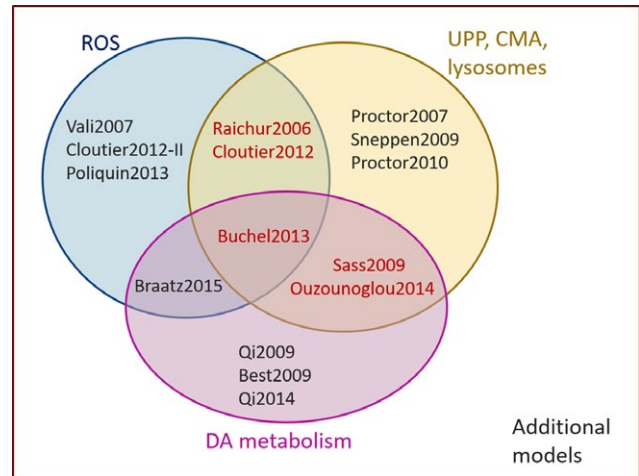 ROS
UPP, CMA,
lysosomes
Vali2007
Cloutier2012-II
Poliquin2013
Raichur2006
Cloutier2012
Proctor2007
Sneppen2009
Proctor2010
Buchel2013
Braatz2015
Sass2009
Ouzounoglou2014
Qi2009
Best2009
Qi2014
DA metabolism
Additional
models